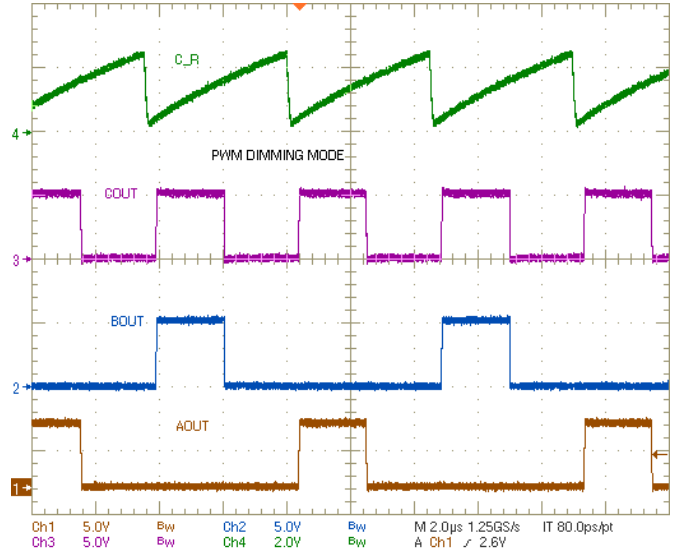 C_R
4
PWM DIMMING MODE
COUT
3
BOUT
2
AOUT
1
Ch1 5.0V Bw Ch2 5.0V Bw M 2.0µs 1.25GS/s IT 80.0ps/pt
Ch3 5.0V Bw Ch4 2.0V Bw A Ch1 ∕ 2.6V